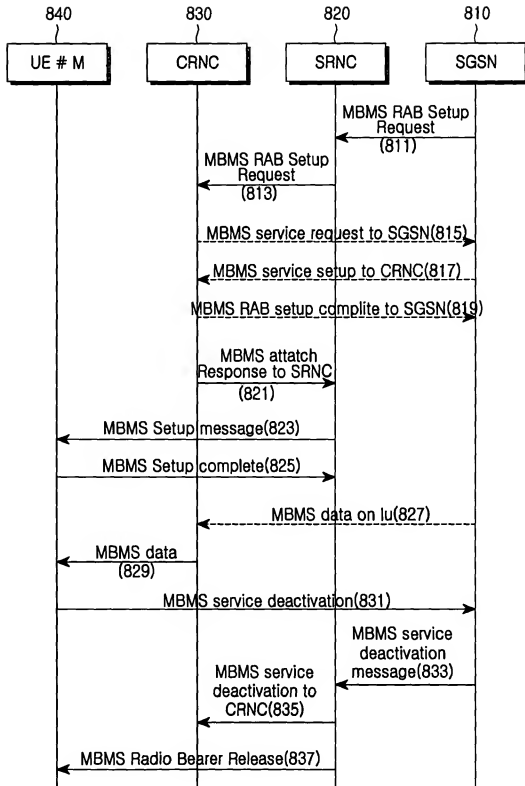 840
830
820
810
UE # M
CRNC
SRNC
SGSN
MBMS RAB Setup
Request
(811)
MBMS RAB Setup
Request
(813)
MBMS service request to SGSN(815)
MBMS service setup to CRNC(817)
MBMS RAB setup complite to SGSN(819)
MBMS attatch
Response to SRNC
(821)
MBMS Setup message(823)
MBMS Setup complete(825)
MBMS data on Iu(827)
MBMS data
(829)
MBMS service deactivation(831)
MBMS service
deactivation
message(833)
MBMS service
deactivation to
CRNC(835)
MBMS Radio Bearer Release(837)